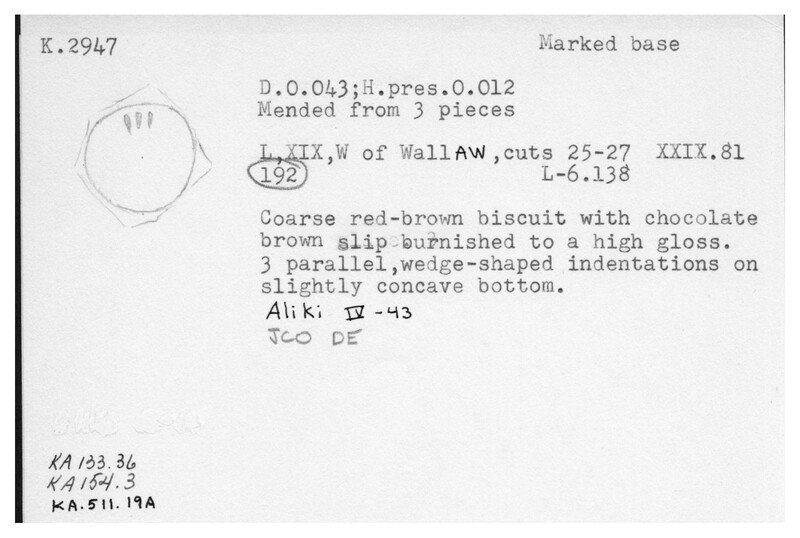 K.2947
Marked base
D.0.043;H.pres.0.012
Mended from 3 pieces
L,XIX,W of Wall AW,cuts 25-27 XXIX.81
192 L-6.138
Coarse red-brown biscuit with chocolate
brown slip burnished to a high gloss.
3 parallel,wedge-shaped indentations on
slightly concave bottom.
Aliki IV -43
JCO DE
KA 133.36
KA 154.3
KA.511.19A